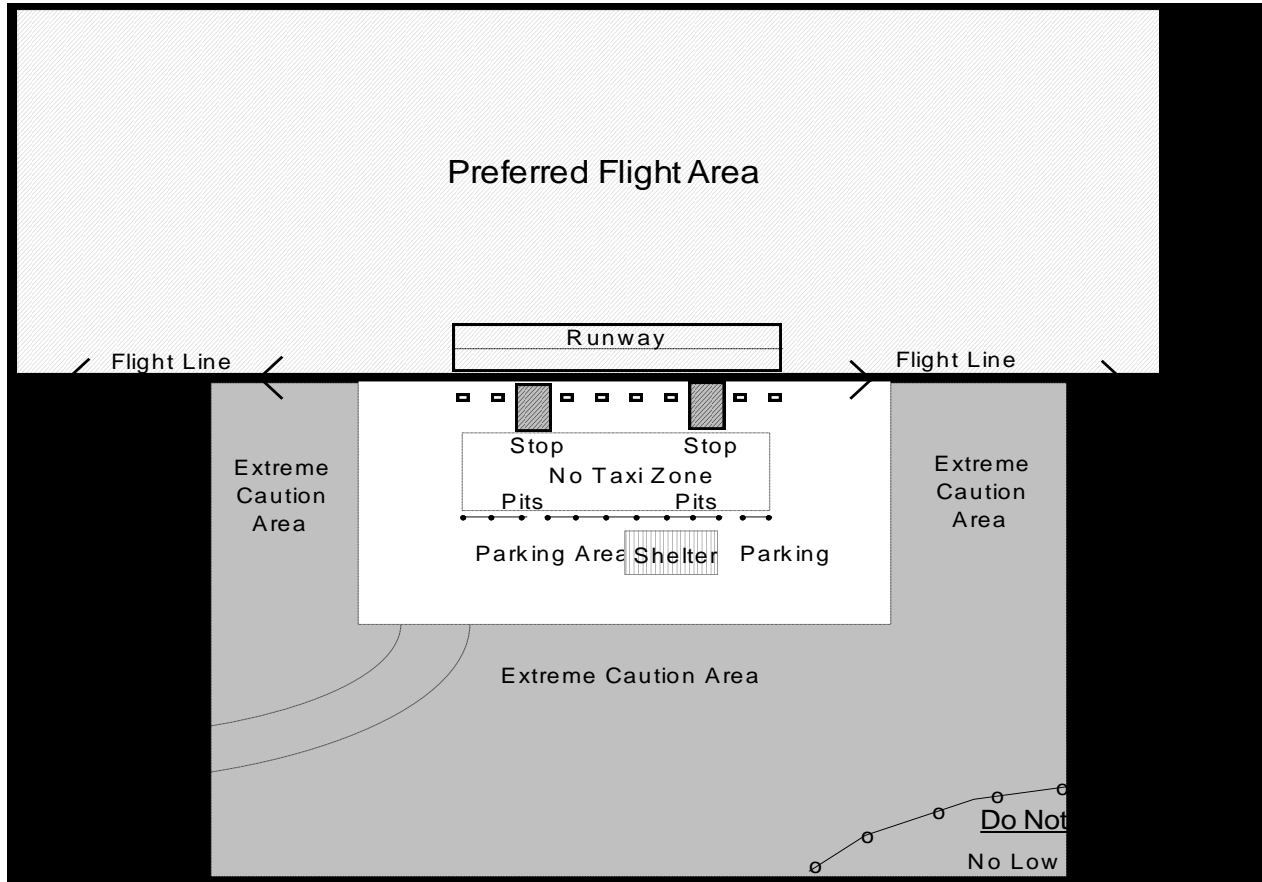 Preferred Flight Area
Runway
Flight Line
Flight Line
Stop
Stop
No Taxi Zone
Extreme
Caution
Area
Extreme
Caution
Area
Pits
Pits
Parking Area
Shelter
Parking
Extreme Caution Area
Do Not
No Low